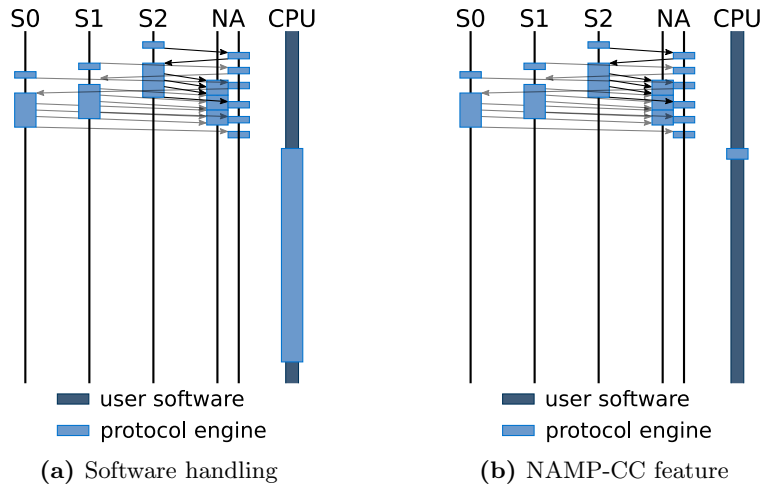 S0 S1 S2 NA CPU
user software
protocol engine
(a) Software handling
S0 S1 S2 NA CPU
user software
protocol engine
(b) NAMP-CC feature